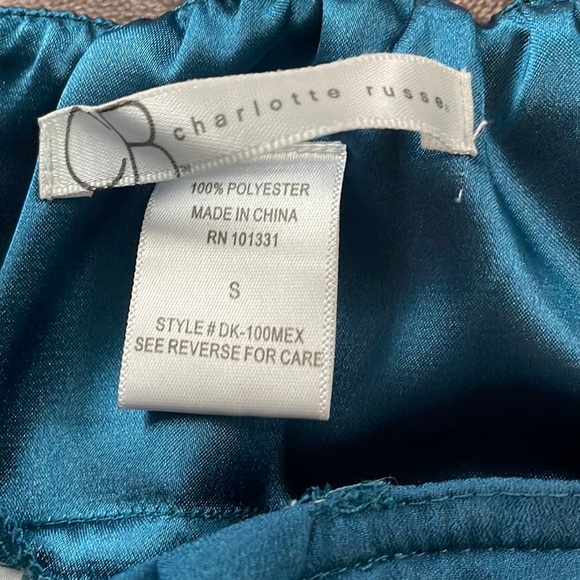 CR charlotte russe
100% POLYESTER
MADE IN CHINA
RN 101331
S
STYLE # DK-100MEX
SEE REVERSE FOR CARE